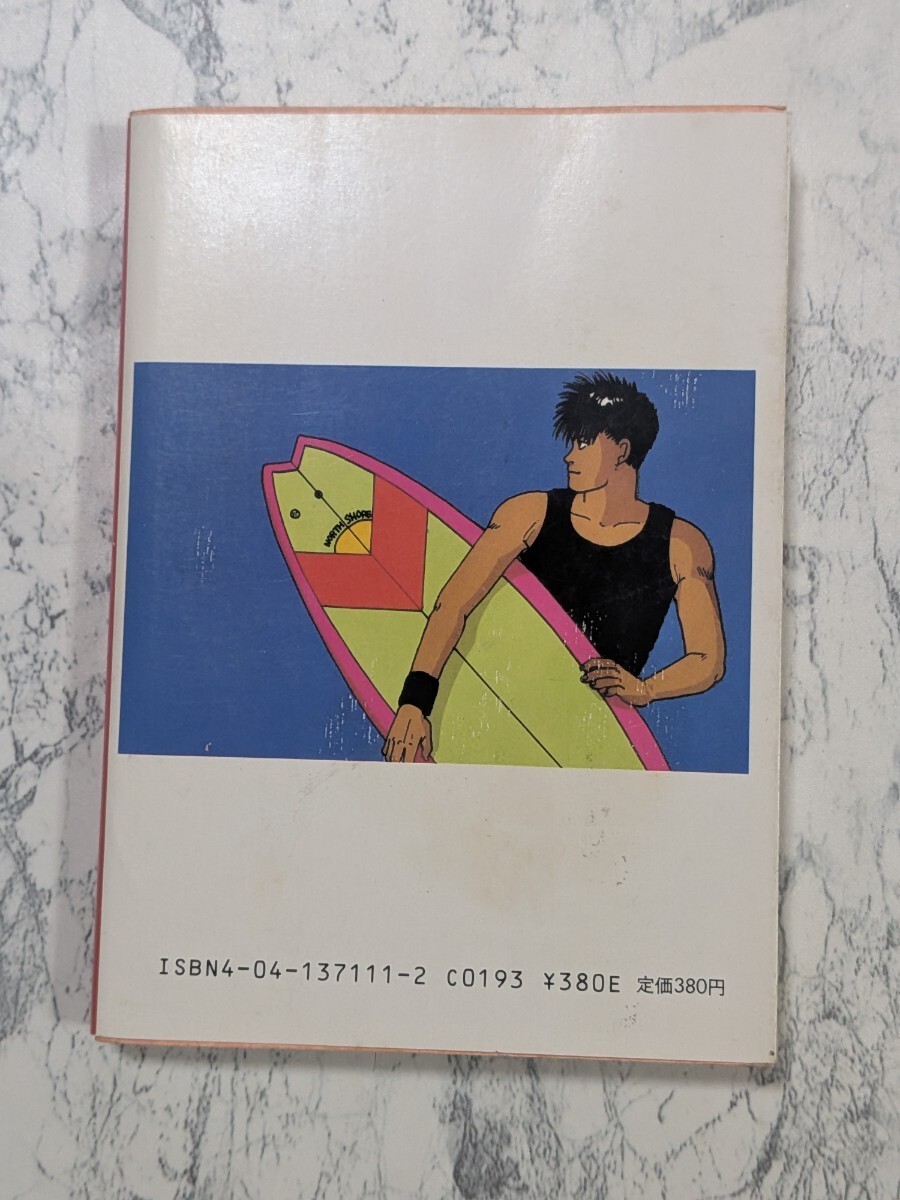 NORTH SHORE
ISBN4-04-137111-2 C0193 ¥380E 定価380円